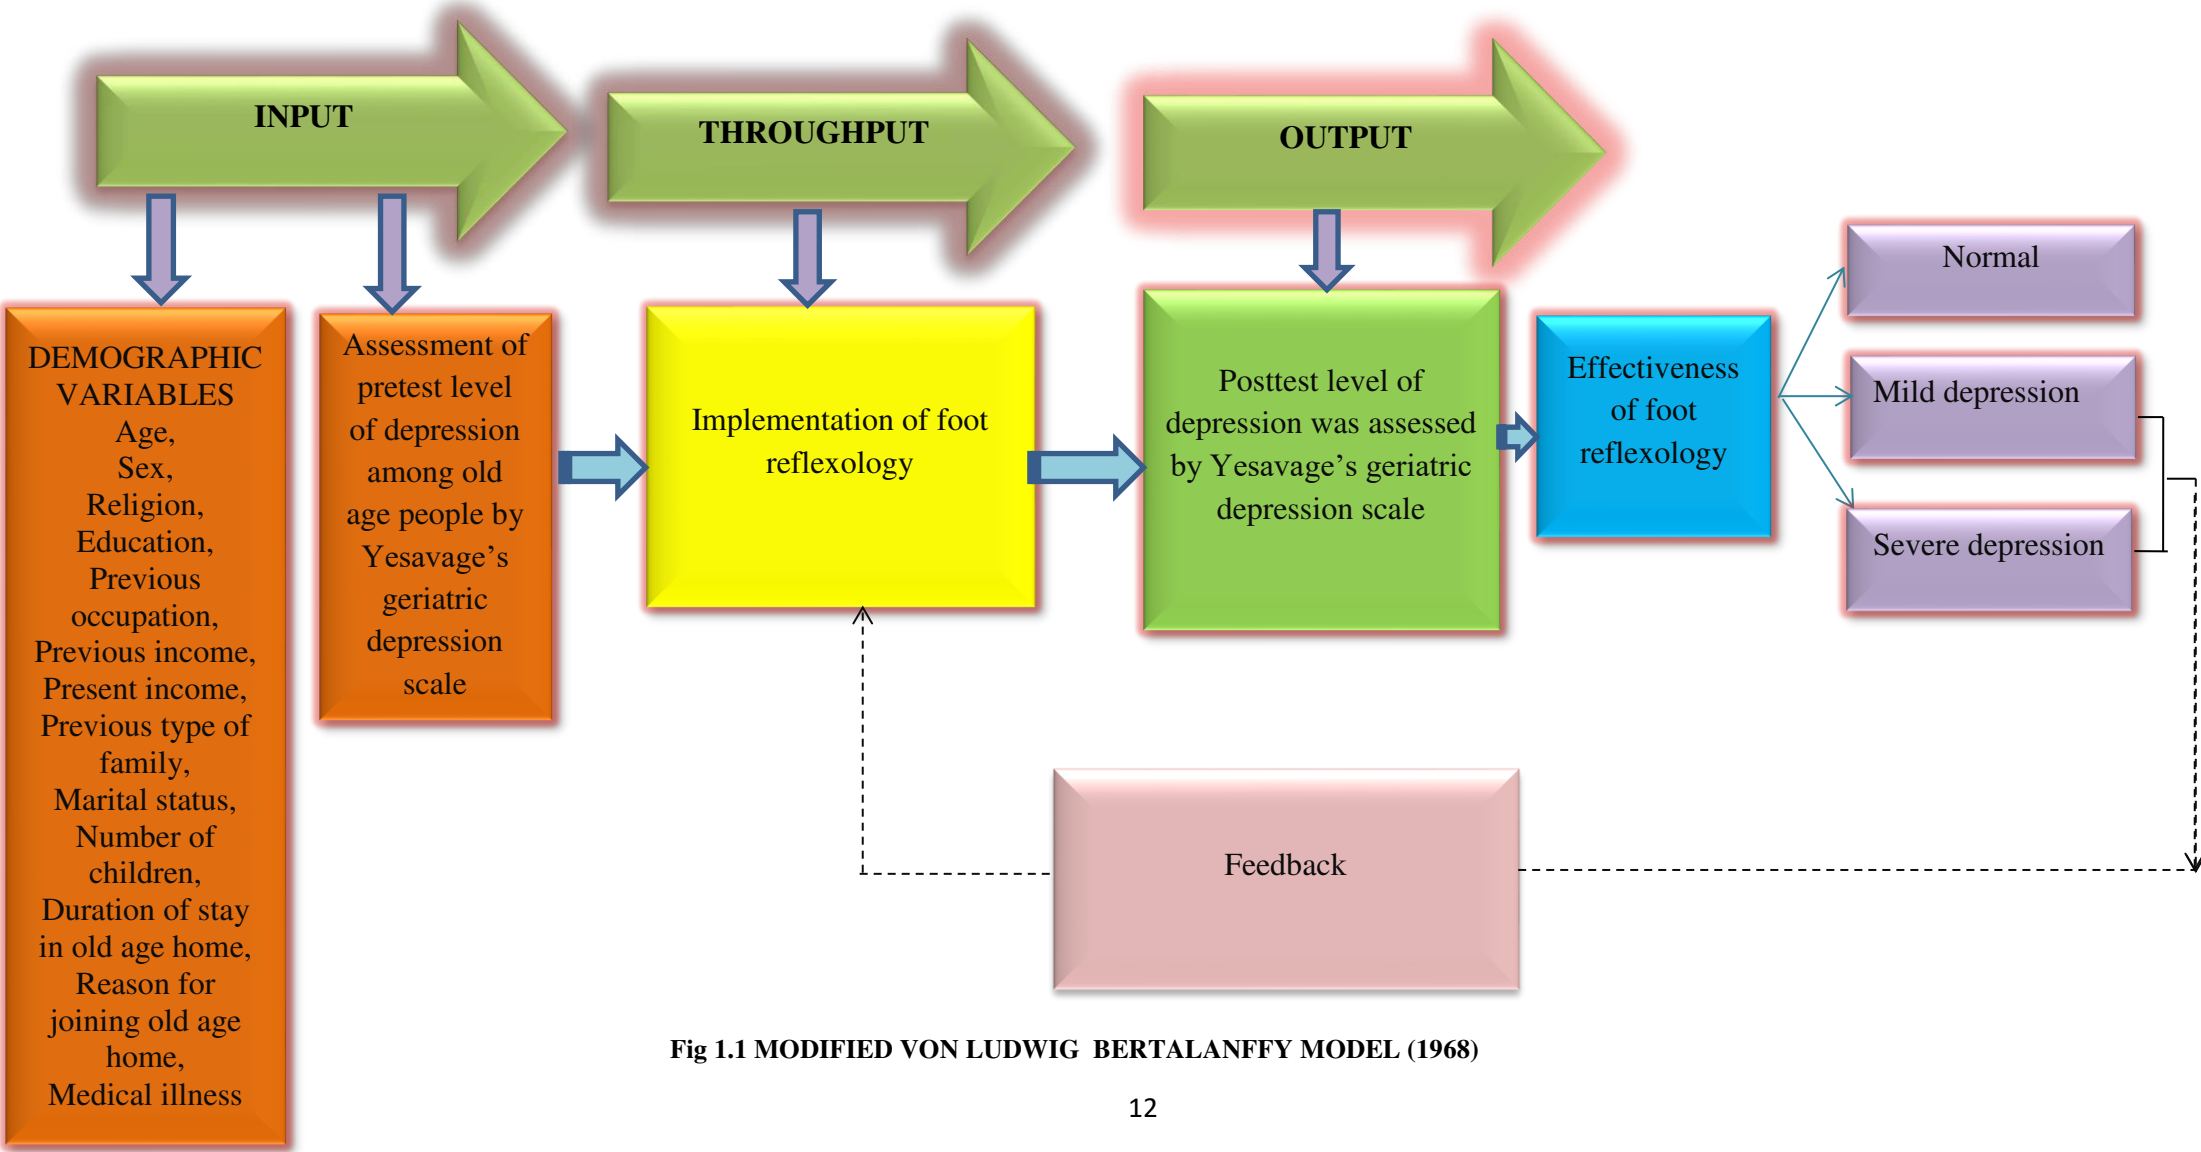 INPUT
THROUGHPUT
OUTPUT
DEMOGRAPHIC
VARIABLES
Age,
Sex,
Religion,
Education,
Previous
occupation,
Previous income,
Present income,
Previous type of
family,
Marital status,
Number of
children,
Duration of stay
in old age home,
Reason for
joining old age
home,
Medical illness
Assessment of
pretest level
of depression
among old
age people by
Yesavage’s
geriatric
depression
scale
Implementation of foot
reflexology
Posttest level of
depression was assessed
by Yesavage’s geriatric
depression scale
Effectiveness
of foot
reflexology
Normal
Mild depression
Severe depression
Feedback
Fig 1.1 MODIFIED VON LUDWIG  BERTALANFFY MODEL (1968)
12